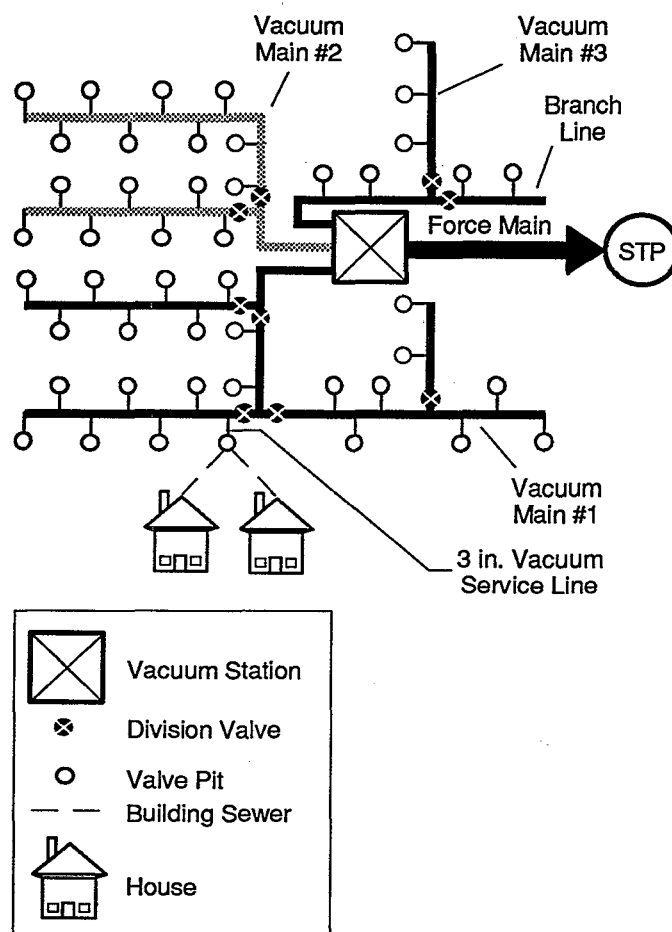 Vacuum
Main #2
Vacuum
Main #3
Branch
Line
Force Main
STP
Vacuum
Main #1
3 in. Vacuum
Service Line
Vacuum Station
Division Valve
Valve Pit
Building Sewer
House